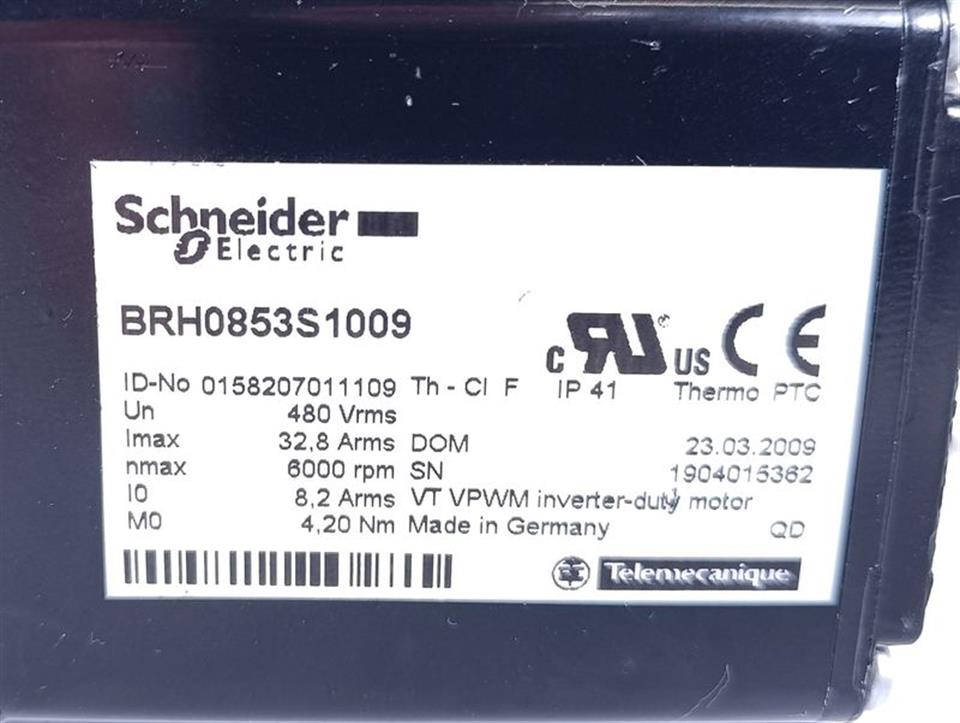 Schneider
Electric
BRH0853S1009
c RU US CE
ID-No 0158207011109 Th - Cl F IP 41 Thermo PTC
Un 480 Vrms
Imax 32,8 Arms DOM 23.03.2009
nmax 6000 rpm SN 1904015362
I0 8,2 Arms VT VPWM inverter-duty motor
M0 4,20 Nm Made in Germany QD
Telemecanique